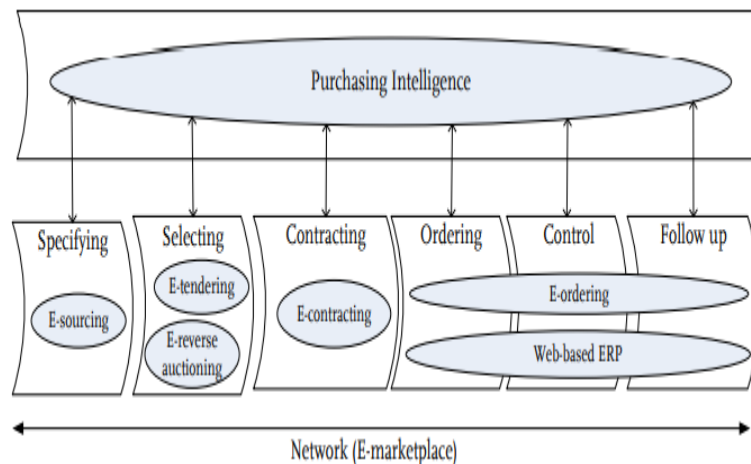 Purchasing Intelligence
Specifying
Selecting
Contracting
Ordering
Control
Follow up
E-sourcing
E-tendering
E-reverse
auctioning
E-contracting
E-ordering
Web-based ERP
Network (E-marketplace)